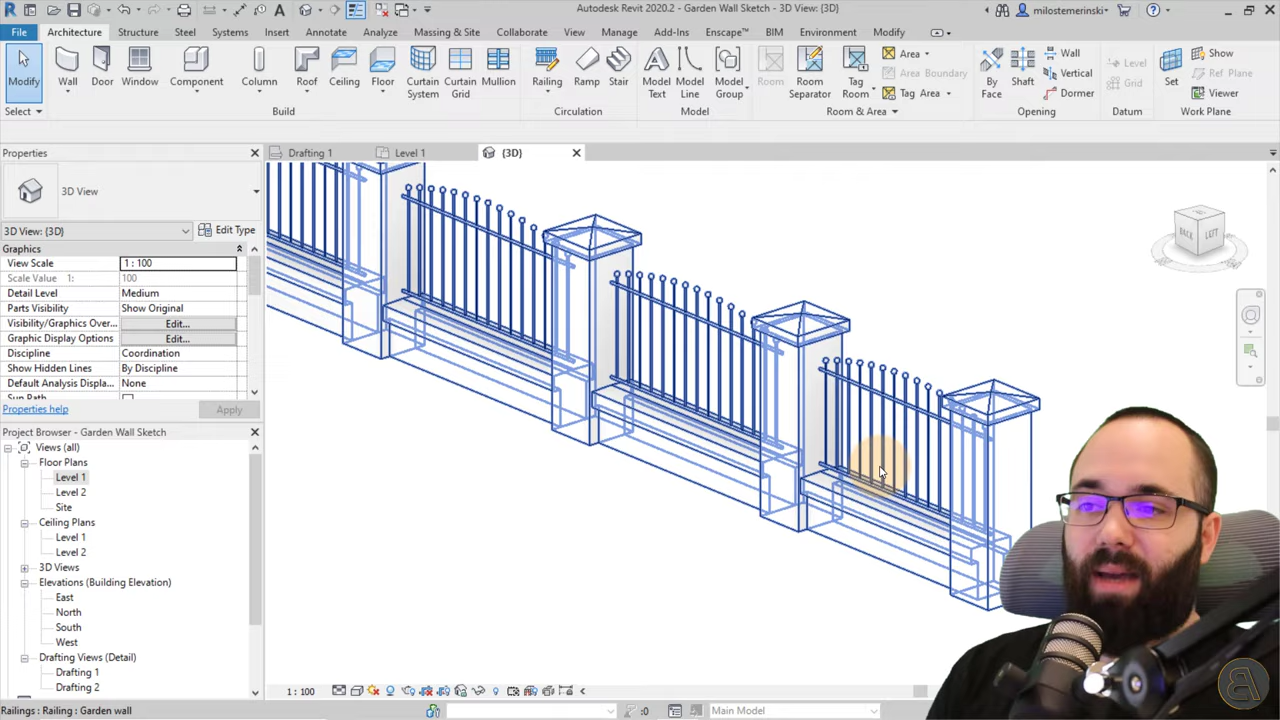 Autodesk Revit 2020.2 - Garden Wall Sketch - 3D View: {3D}
milostemerinski
File Architecture Structure Steel Systems Insert Annotate Analyze Massing & Site Collaborate View Manage Add-Ins Enscape™ BIM Environment Modify
Modify
Wall
Door
Window
Component
Column
Roof
Ceiling
Floor
Curtain System
Curtain Grid
Mullion
Railing
Ramp
Stair
Model Text
Model Line
Model Group
Room
Room Separator
Tag Room
Area
Area Boundary
Tag Area
By Face
Shaft
Wall
Vertical
Dormer
Level
Grid
Set
Show
Ref Plane
Viewer
Select Build Circulation Model Room & Area Opening Datum Work Plane
Properties
Drafting 1
Level 1
{3D}
3D View
3D View: {3D}
Edit Type
Graphics
View Scale 1 : 100
Scale Value 1: 100
Detail Level Medium
Parts Visibility Show Original
Visibility/Graphics Over... Edit...
Graphic Display Options Edit...
Discipline Coordination
Show Hidden Lines By Discipline
Default Analysis Displa... None
Sun Path
Properties help
Apply
Project Browser - Garden Wall Sketch
Views (all)
Floor Plans
Level 1
Level 2
Site
Ceiling Plans
Level 1
Level 2
3D Views
Elevations (Building Elevation)
East
North
South
West
Drafting Views (Detail)
Drafting 1
Drafting 2
BACK
LEFT
1 : 100
Railings : Railing : Garden wall
:0
Main Model